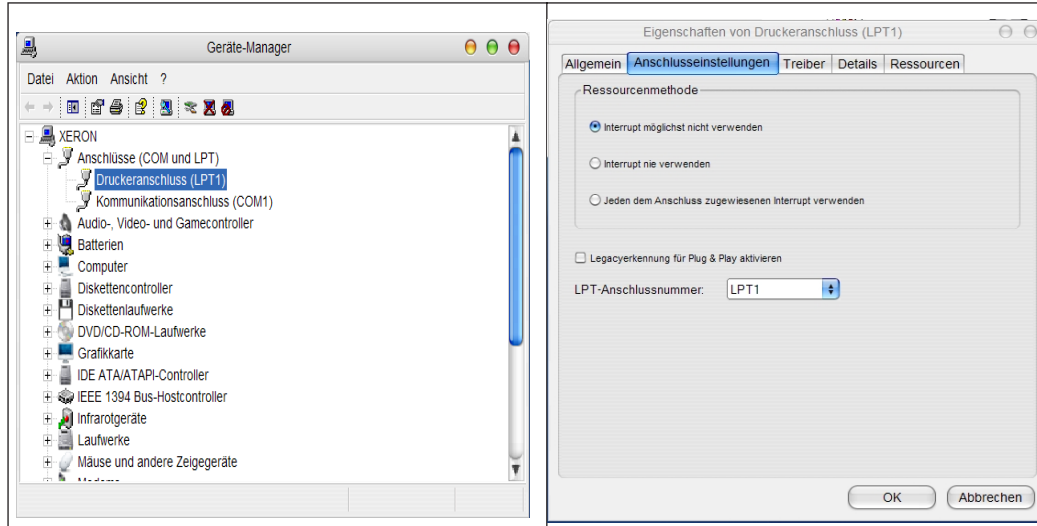 Geräte-Manager
Datei Aktion Ansicht ?
XERON
Anschlüsse (COM und LPT)
Druckeranschluss (LPT1)
Kommunikationsanschluss (COM1)
Audio-, Video- und Gamecontroller
Batterien
Computer
Diskettencontroller
Diskettenlaufwerke
DVD/CD-ROM-Laufwerke
Grafikkarte
IDE ATA/ATAPI-Controller
IEEE 1394 Bus-Hostcontroller
Infrarotgeräte
Laufwerke
Mäuse und andere Zeigegeräte
Eigenschaften von Druckeranschluss (LPT1)
Allgemein Anschlusseinstellungen Treiber Details Ressourcen
Ressourcenmethode
Interrupt möglichst nicht verwenden
Interrupt nie verwenden
Jeden dem Anschluss zugewiesenen Interrupt verwenden
Legacyerkennung für Plug & Play aktivieren
LPT-Anschlussnummer: LPT1
OK Abbrechen